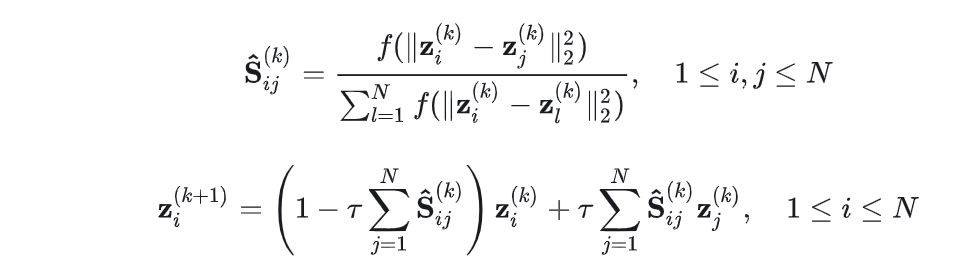 \hat{\mathbf{S}}_{ij}^{(k)} = \frac{f(\|\mathbf{z}_i^{(k)} - \mathbf{z}_j^{(k)}\|_2^2)}{\sum_{l=1}^{N} f(\|\mathbf{z}_i^{(k)} - \mathbf{z}_l^{(k)}\|_2^2)}, \quad 1 \leq i, j \leq N
\mathbf{z}_i^{(k+1)} = \left(1 - \tau \sum_{j=1}^{N} \hat{\mathbf{S}}_{ij}^{(k)}\right) \mathbf{z}_i^{(k)} + \tau \sum_{j=1}^{N} \hat{\mathbf{S}}_{ij}^{(k)} \mathbf{z}_j^{(k)}, \quad 1 \leq i \leq N